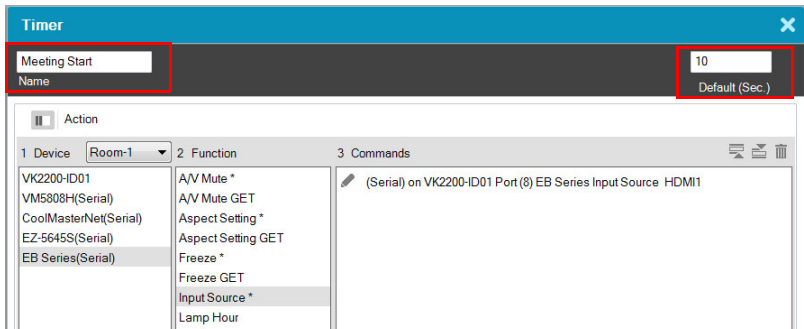 Timer
Meeting Start
Name
10
Default (Sec.)
Action
1 Device Room-1 2 Function 3 Commands
VK2200-ID01
VM5808H(Serial)
CoolMasterNet(Serial)
EZ-5645S(Serial)
EB Series(Serial)
A/V Mute *
A/V Mute GET
Aspect Setting *
Aspect Setting GET
Freeze *
Freeze GET
Input Source *
Lamp Hour
(Serial) on VK2200-ID01 Port (8) EB Series Input Source HDMI1